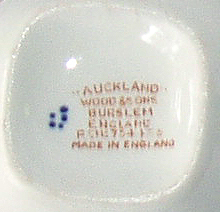 "AUCKLAND"
WOOD & SONS
BURSLEM
ENGLAND
MADE IN ENGLAND